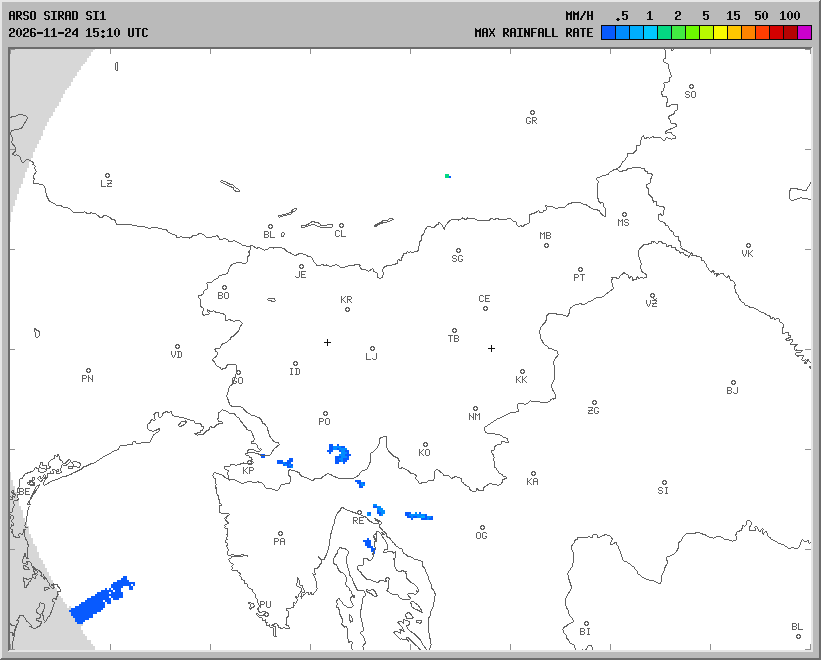 ARSO SIRAD SI1
2026-11-24 15:10 UTC
MM/H .5 1 2 5 15 50 100
MAX RAINFALL RATE
SO
GR
LZ
MS
BL
CL
MB
VK
SG
JE
PT
BO
KR
CE
VZ
TB
VD
LJ
ID
GO
PN
KK
BJ
ZG
NM
PO
KO
KP
KA
SI
BE
RE
OG
PA
PU
BI
BL